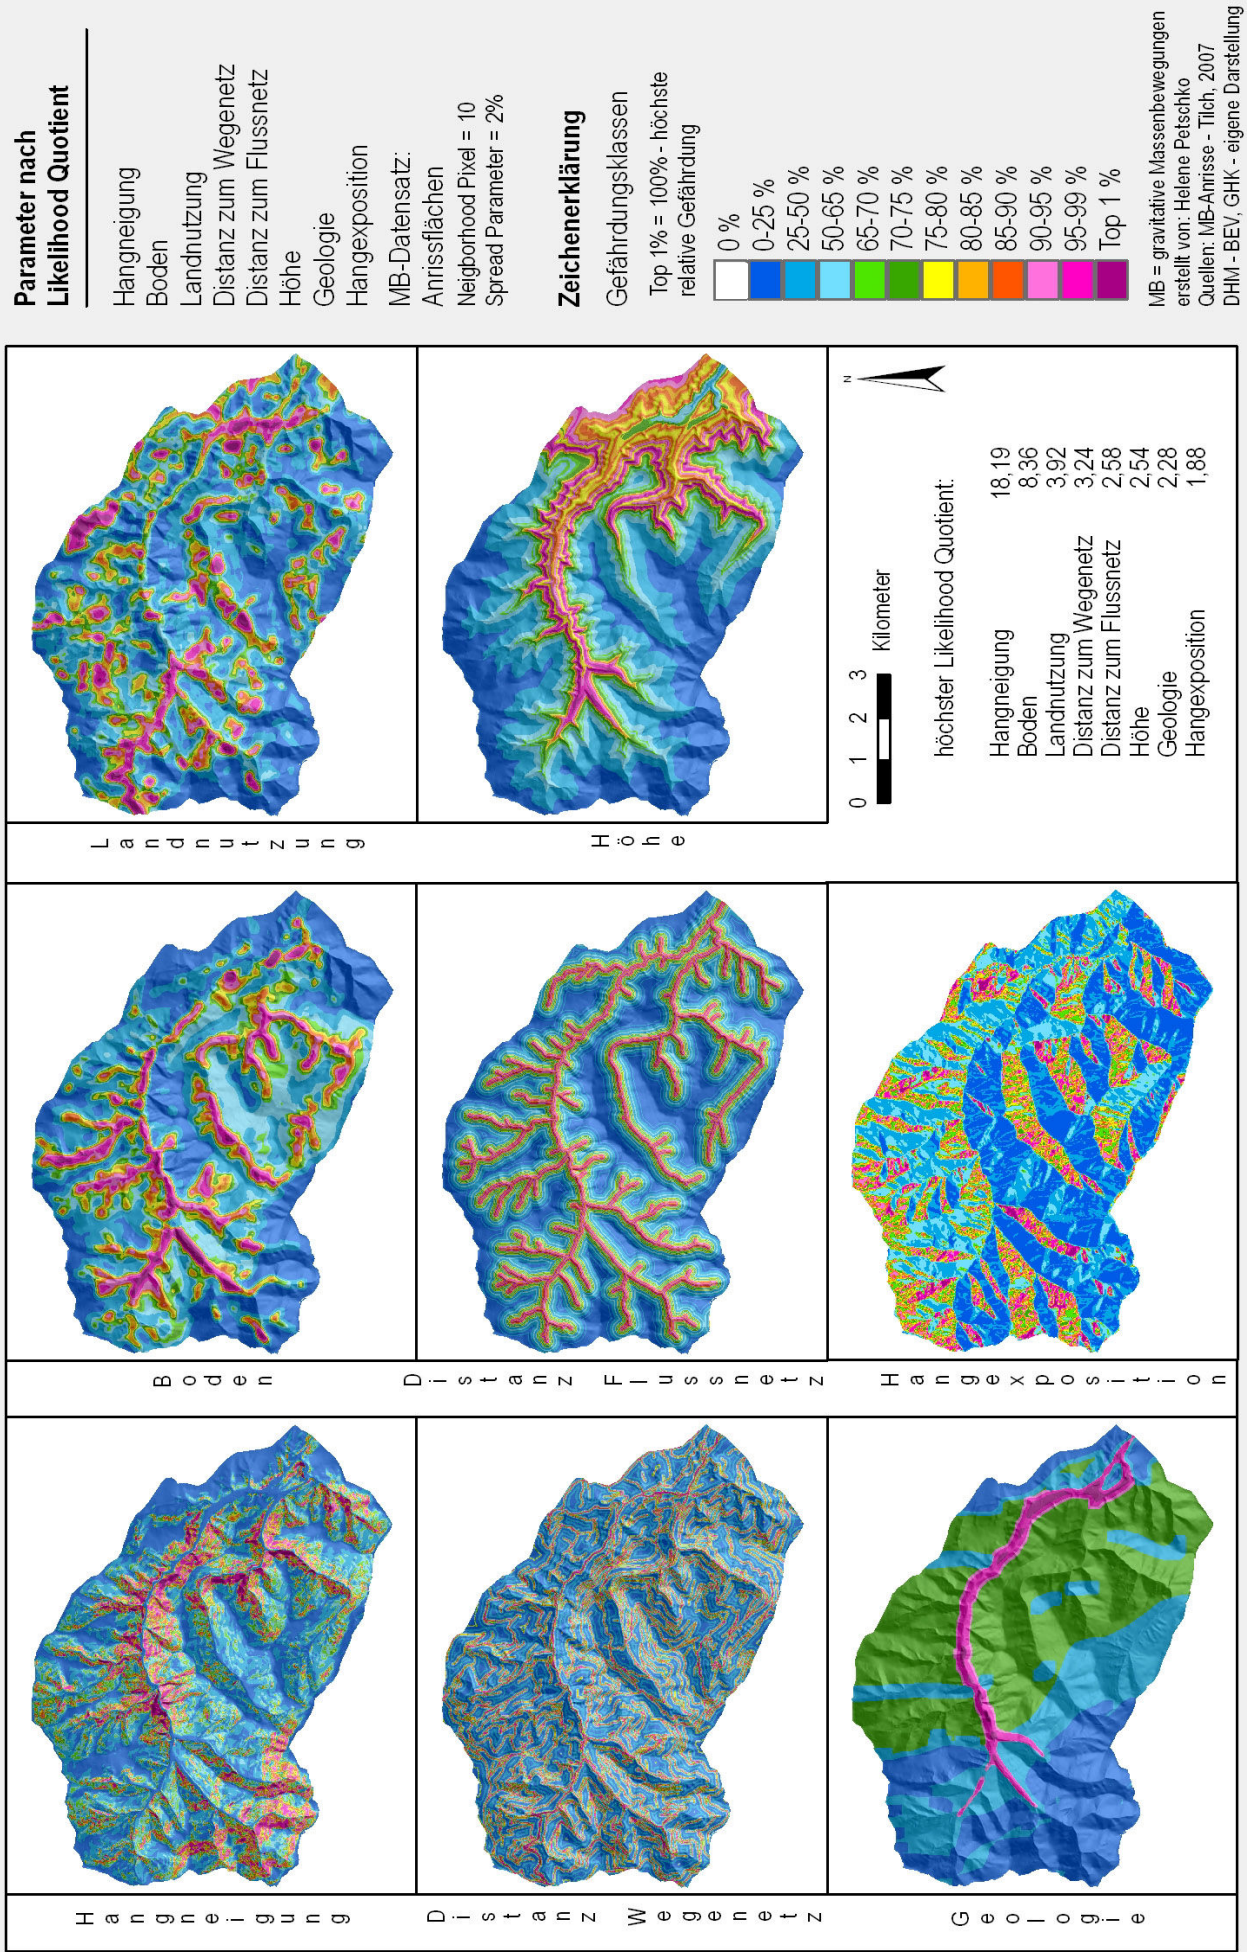 Hangneigung
Boden
Landnutzung
Distanz Wegenetz
Distanz Flussnetz
Höhe
Geologie
Hangexposition
0 1 2 3
Kilometer
höchster Likelihood Quotient:
Hangneigung 18,19
Boden 8,36
Landnutzung 3,92
Distanz zum Wegenetz 3,24
Distanz zum Flussnetz 2,58
Höhe 2,54
Geologie 2,28
Hangexposition 1,88
N
Parameter nach
Likelihood Quotient
Hangneigung
Boden
Landnutzung
Distanz zum Wegenetz
Distanz zum Flussnetz
Höhe
Geologie
Hangexposition
MB-Datensatz:
Anrissflächen
Neigborhood Pixel = 10
Spread Parameter = 2%
Zeichenerklärung
Gefährdungsklassen
Top 1% = 100% - höchste
relative Gefährdung
0 %
0-25 %
25-50 %
50-65 %
65-70 %
70-75 %
75-80 %
80-85 %
85-90 %
90-95 %
95-99 %
Top 1 %
MB = gravitative Massenbewegungen
erstellt von: Helene Petschko
Quellen: MB-Anrisse - Tilch, 2007
DHM - BEV, GHK - eigene Darstellung